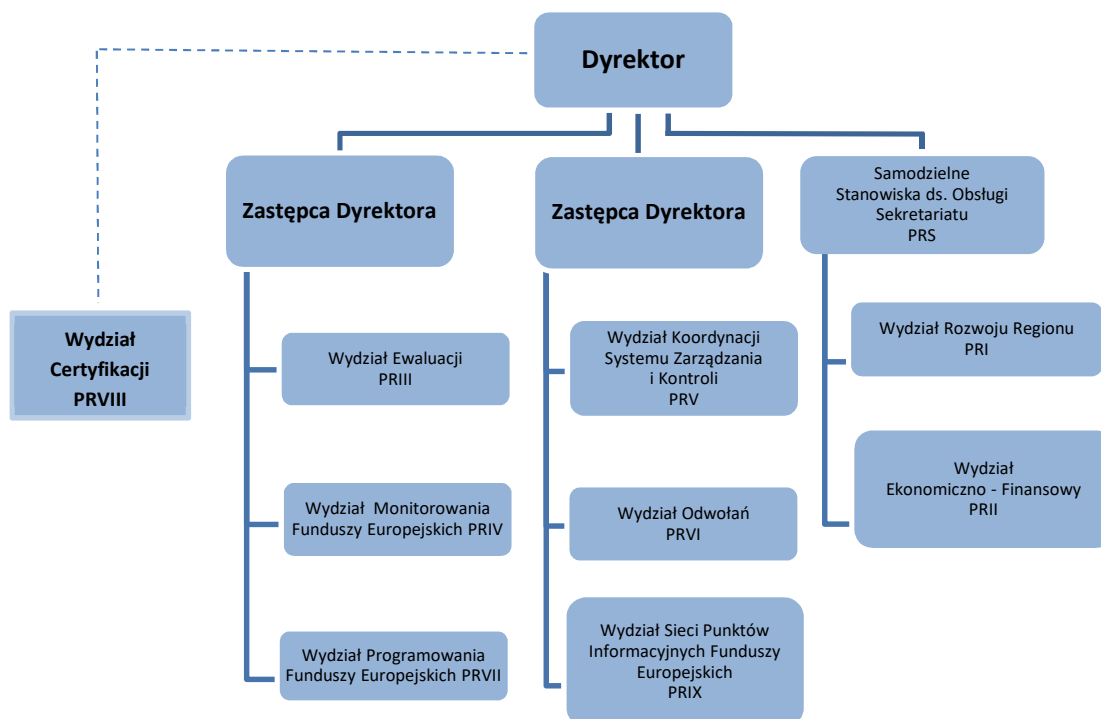 Dyrektor
Zastępca Dyrektora
Zastępca Dyrektora
Samodzielne
Stanowiska ds. Obsługi
Sekretariatu
PRS
Wydział
Certyfikacji
PRVIII
Wydział Ewaluacji
PRIII
Wydział Koordynacji
Systemu Zarządzania
i Kontroli
PRV
Wydział Rozwoju Regionu
PRI
Wydział Monitorowania
Funduszy Europejskich PRIV
Wydział Odwołań
PRVI
Wydział
Ekonomiczno - Finansowy
PRII
Wydział Programowania
Funduszy Europejskich PRVII
Wydział Sieci Punktów
Informacyjnych Funduszy
Europejskich
PRIX